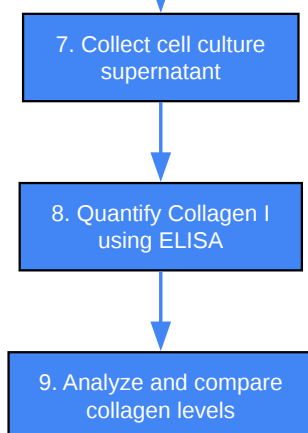 7. Collect cell culture
supernatant
8. Quantify Collagen I
using ELISA
9. Analyze and compare
collagen levels